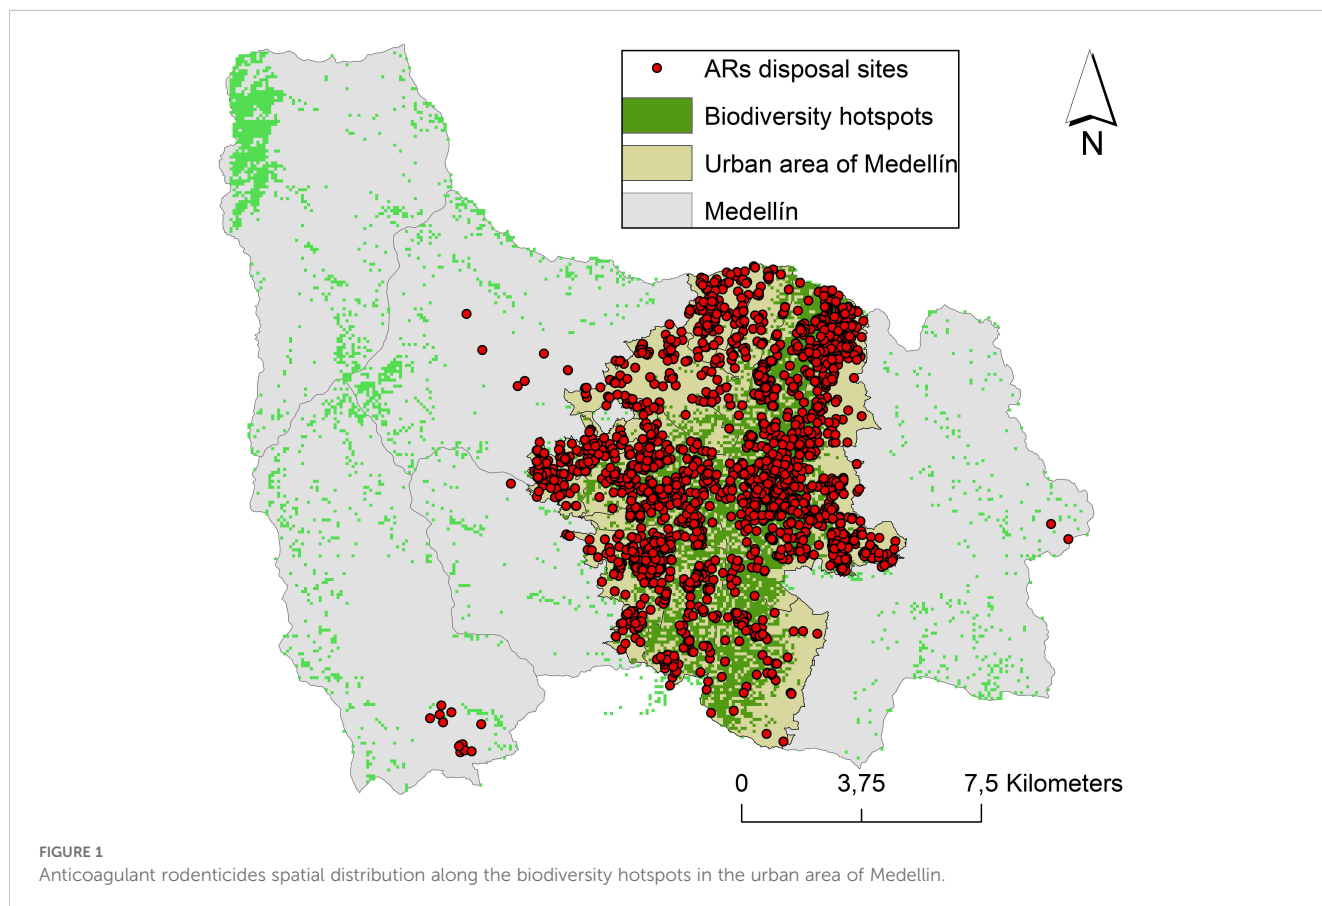 ARs disposal sites
Biodiversity hotspots
Urban area of Medellín
Medellín
N
0 3,75 7,5 Kilometers
FIGURE 1
Anticoagulant rodenticides spatial distribution along the biodiversity hotspots in the urban area of Medellin.